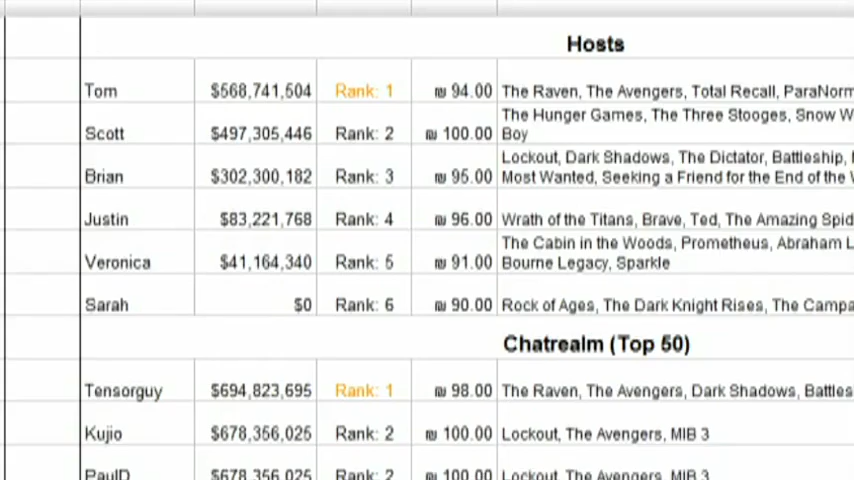 Hosts
Tom $568,741,504 Rank: 1 ₪ 94.00 The Raven, The Avengers, Total Recall, ParaNorm
Scott $497,305,446 Rank: 2 ₪ 100.00 The Hunger Games, The Three Stooges, Snow W
Boy
Brian $302,300,182 Rank: 3 ₪ 95.00 Lockout, Dark Shadows, The Dictator, Battleship,
Most Wanted, Seeking a Friend for the End of the
Justin $83,221,768 Rank: 4 ₪ 96.00 Wrath of the Titans, Brave, Ted, The Amazing Spid
Veronica $41,164,340 Rank: 5 ₪ 91.00 The Cabin in the Woods, Prometheus, Abraham L
Bourne Legacy, Sparkle
Sarah $0 Rank: 6 ₪ 90.00 Rock of Ages, The Dark Knight Rises, The Campa
Chatrealm (Top 50)
Tensorguy $694,823,695 Rank: 1 ₪ 98.00 The Raven, The Avengers, Dark Shadows, Battles
Kujio $678,356,025 Rank: 2 ₪ 100.00 Lockout, The Avengers, MIB 3
PaulD $678,356,025 Rank: 2 ₪ 100.00 Lockout, The Avengers, MIB 3